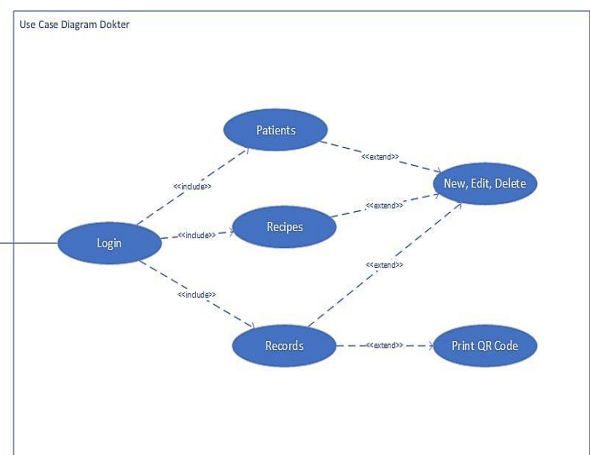 Use Case Diagram Dokter
Patients
<<extend>>
<<include>>
New, Edit, Delete
<<extend>>
Recipes
<<include>>
Login
<<extend>>
<<include>>
Records
<<extend>>
Print QR Code